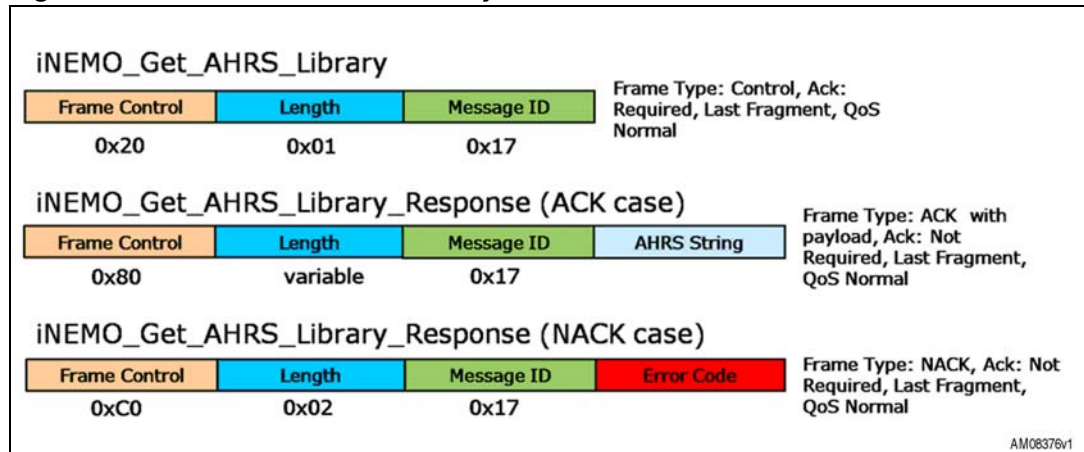 iNEMO_Get_AHRS_Library
Frame Control Length Message ID
0x20 0x01 0x17
Frame Type: Control, Ack:
Required, Last Fragment, QoS
Normal
iNEMO_Get_AHRS_Library_Response (ACK case)
Frame Control Length Message ID AHRS String
0x80 variable 0x17
Frame Type: ACK with
payload, Ack: Not
Required, Last Fragment,
QoS Normal
iNEMO_Get_AHRS_Library_Response (NACK case)
Frame Control Length Message ID Error Code
0xC0 0x02 0x17
Frame Type: NACK, Ack: Not
Required, Last Fragment,
QoS Normal
AM08376v1